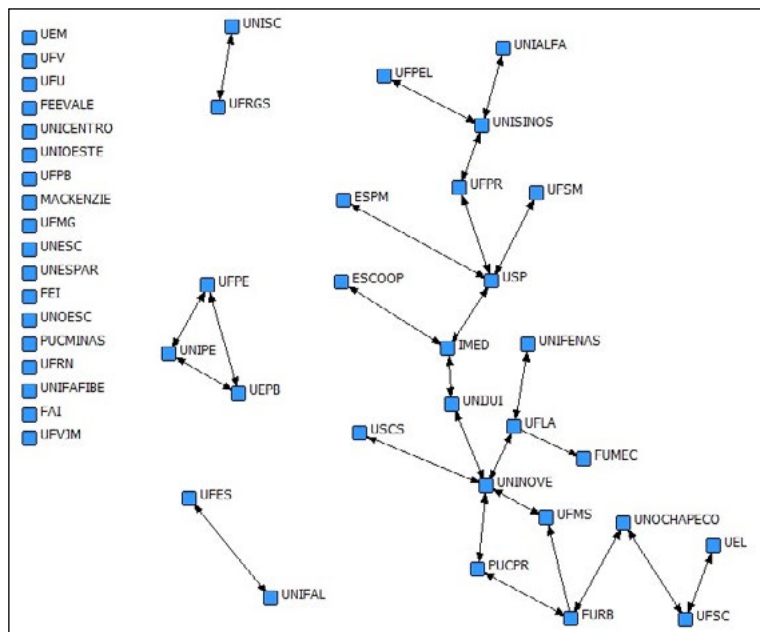 UEM
UFV
UFU
FEEVALE
UNICENTRO
UNIOESTE
UFPB
MACKENZIE
UFMG
UNESC
UNESPAR
FEI
UNOESC
PUCMINAS
UFRN
UNIFAFIBE
FAI
UFVJM
UNISC
UFRGS
UFPE
UNIPE
UEPB
UFES
UNIFAL
UNIALFA
UFPEL
UNISINOS
UFPR
UFSM
ESPM
ESCOOP
USP
IMED
UNIFENAS
UNIJUI
UFLA
USCS
FUMEC
UNINOVE
UFMS
UNOCHAPECO
UEL
PUCPR
FURB
UFSC